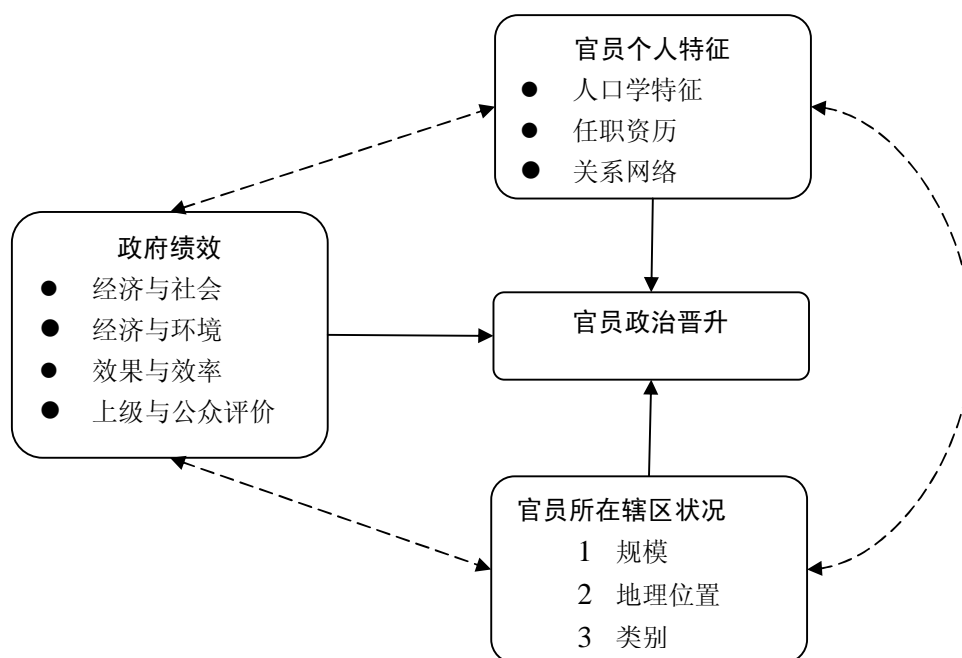 官员个人特征
● 人口学特征
● 任职资历
● 关系网络
政府绩效
● 经济与社会
● 经济与环境
● 效果与效率
● 上级与公众评价
官员政治晋升
官员所在辖区状况
1 规模
2 地理位置
3 类别